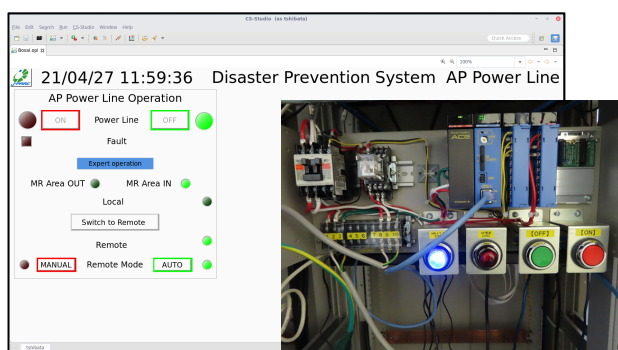 CS-Studio (as tshibata)
File Edit Search Run CS-Studio Window Help
Quick Access
Bosai.opi
100%
21/04/27 11:59:36 Disaster Prevention System AP Power Line
AP Power Line Operation
ON Power Line OFF
Fault
Expert operation
MR Area OUT MR Area IN
Local
Switch to Remote
Remote
MANUAL Remote Mode AUTO
tshibata
[OFF] [ON]